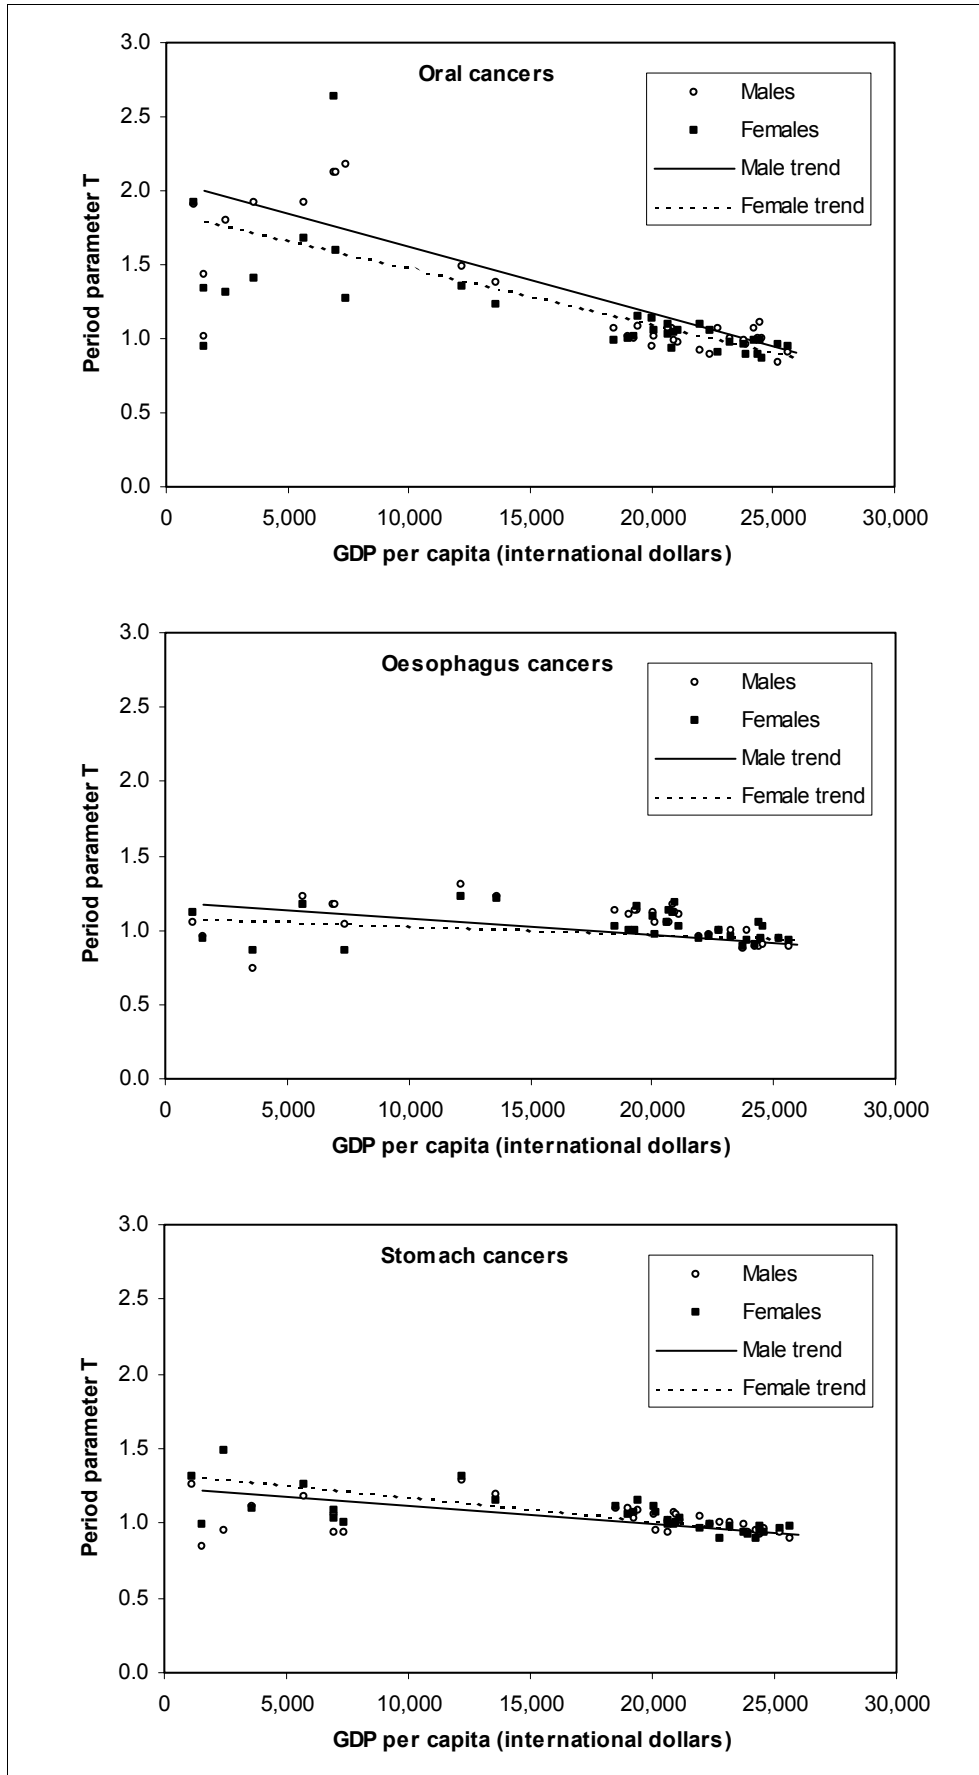 Oral cancers
Males
Females
Male trend
Female trend
Period parameter T
3.0
2.5
2.0
1.5
1.0
0.5
0.0
0 5,000 10,000 15,000 20,000 25,000 30,000
GDP per capita (international dollars)
Oesophagus cancers
Males
Females
Male trend
Female trend
Period parameter T
3.0
2.5
2.0
1.5
1.0
0.5
0.0
0 5,000 10,000 15,000 20,000 25,000 30,000
GDP per capita (international dollars)
Stomach cancers
Males
Females
Male trend
Female trend
Period parameter T
3.0
2.5
2.0
1.5
1.0
0.5
0.0
0 5,000 10,000 15,000 20,000 25,000 30,000
GDP per capita (international dollars)